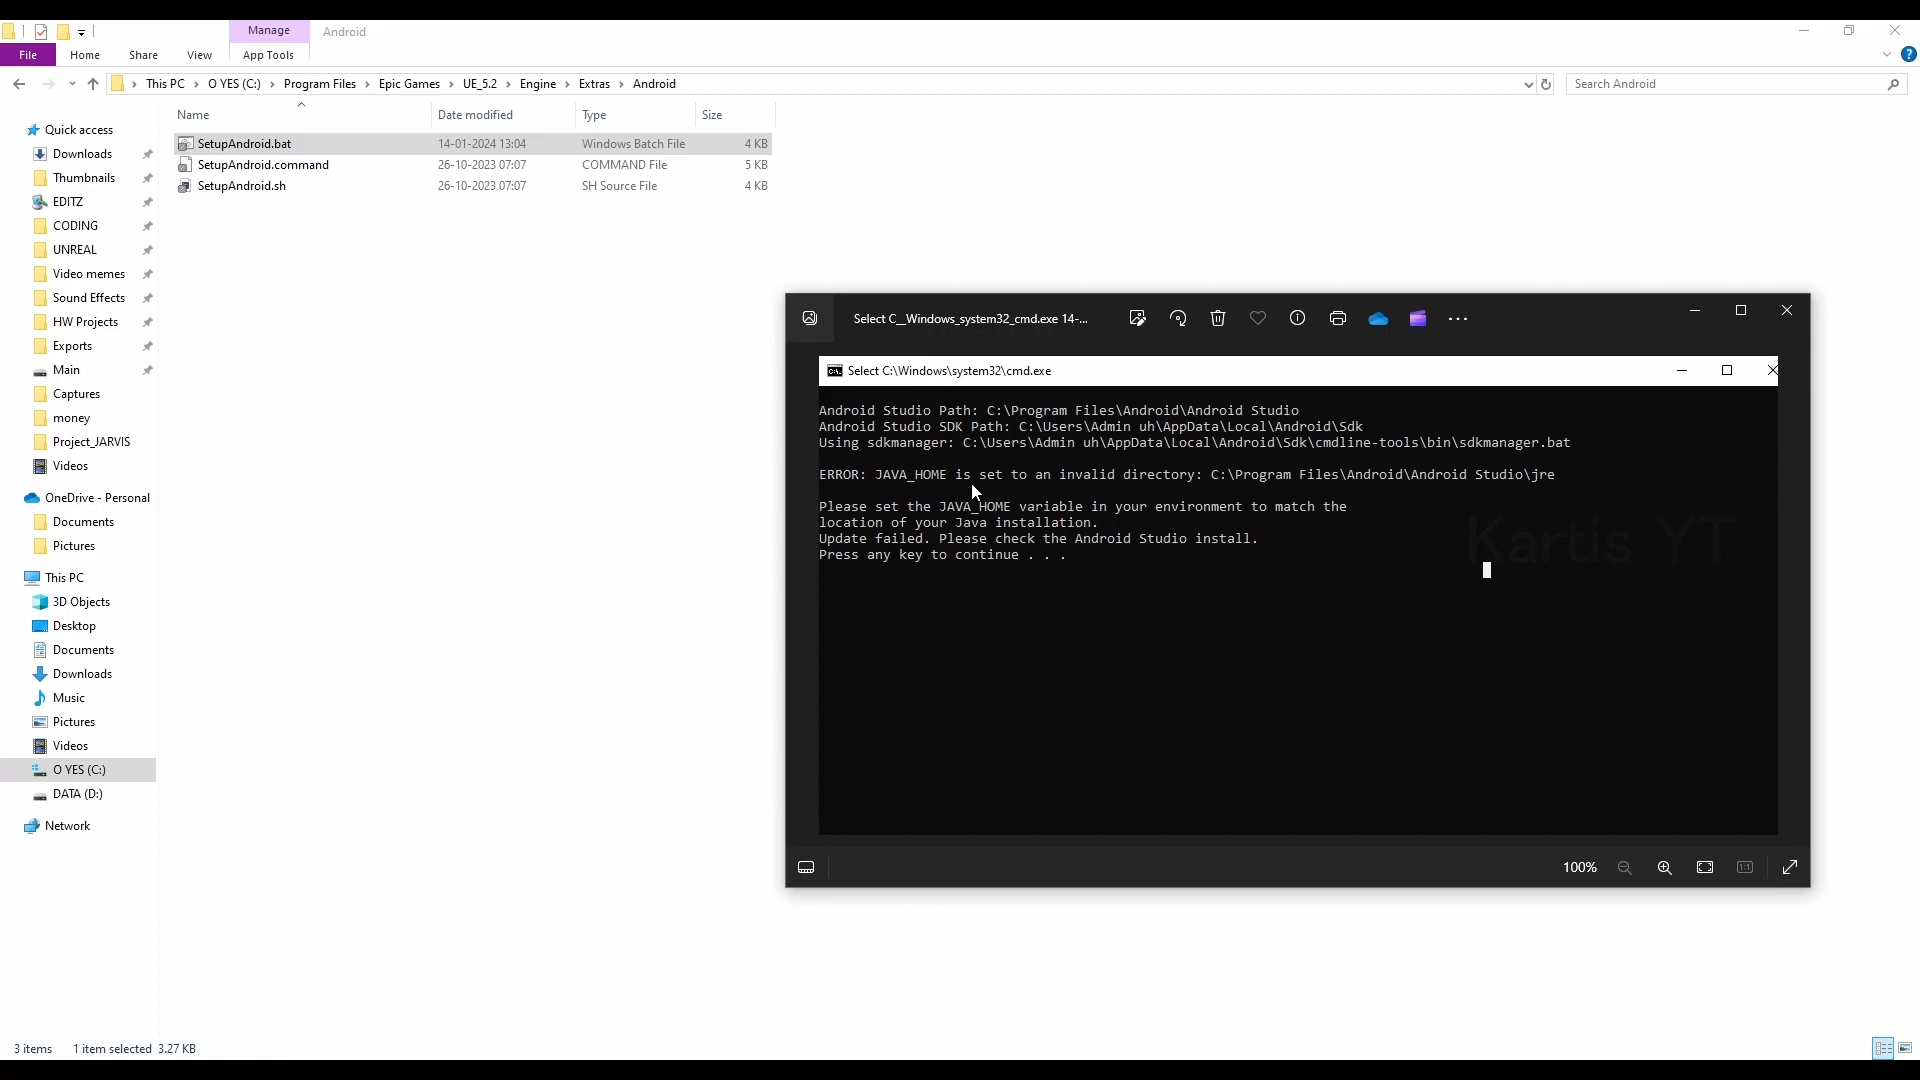 Manage
Android
File
Home
Share
View
App Tools
This PC
O YES (C:)
Program Files
Epic Games
UE_5.2
Engine
Extras
Android
Search Android
Name
Date modified
Type
Size
SetupAndroid.bat
14-01-2024 13:04
Windows Batch File
4 KB
SetupAndroid.command
26-10-2023 07:07
COMMAND File
5 KB
SetupAndroid.sh
26-10-2023 07:07
SH Source File
4 KB
Quick access
Downloads
Thumbnails
EDITZ
CODING
UNREAL
Video memes
Sound Effects
HW Projects
Exports
Main
Captures
money
Project_JARVIS
Videos
OneDrive - Personal
Documents
Pictures
This PC
3D Objects
Desktop
Documents
Downloads
Music
Pictures
Videos
O YES (C:)
DATA (D:)
Network
Select C__Windows_system32_cmd.exe 14-...
Select C:\Windows\system32\cmd.exe
Android Studio Path: C:\Program Files\Android\Android Studio
Android Studio SDK Path: C:\Users\Admin uh\AppData\Local\Android\Sdk
Using sdkmanager: C:\Users\Admin uh\AppData\Local\Android\Sdk\cmdline-tools\bin\sdkmanager.bat
ERROR: JAVA_HOME is set to an invalid directory: C:\Program Files\Android\Android Studio\jre
Please set the JAVA_HOME variable in your environment to match the
location of your Java installation.
Update failed. Please check the Android Studio install.
Press any key to continue . . .
Kartis YT
100%
3 items
1 item selected 3.27 KB